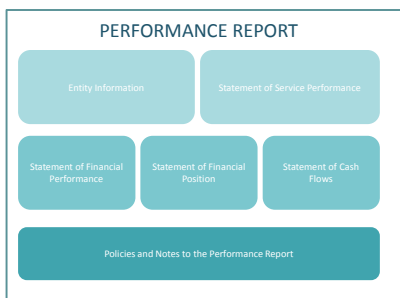 PERFORMANCE REPORT
Entity Information
Statement of Service Performance
Statement of Financial
Performance
Statement of Financial
Position
Statement of Cash
Flows
Policies and Notes to the Performance Report